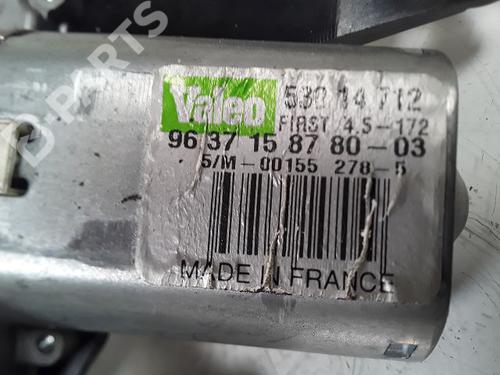 Valeo 530 14 712
FIRST 4.5-172
96 37 15 87 80-03
5/M-00155 278-5
MADE IN FRANCE
D-PARTS